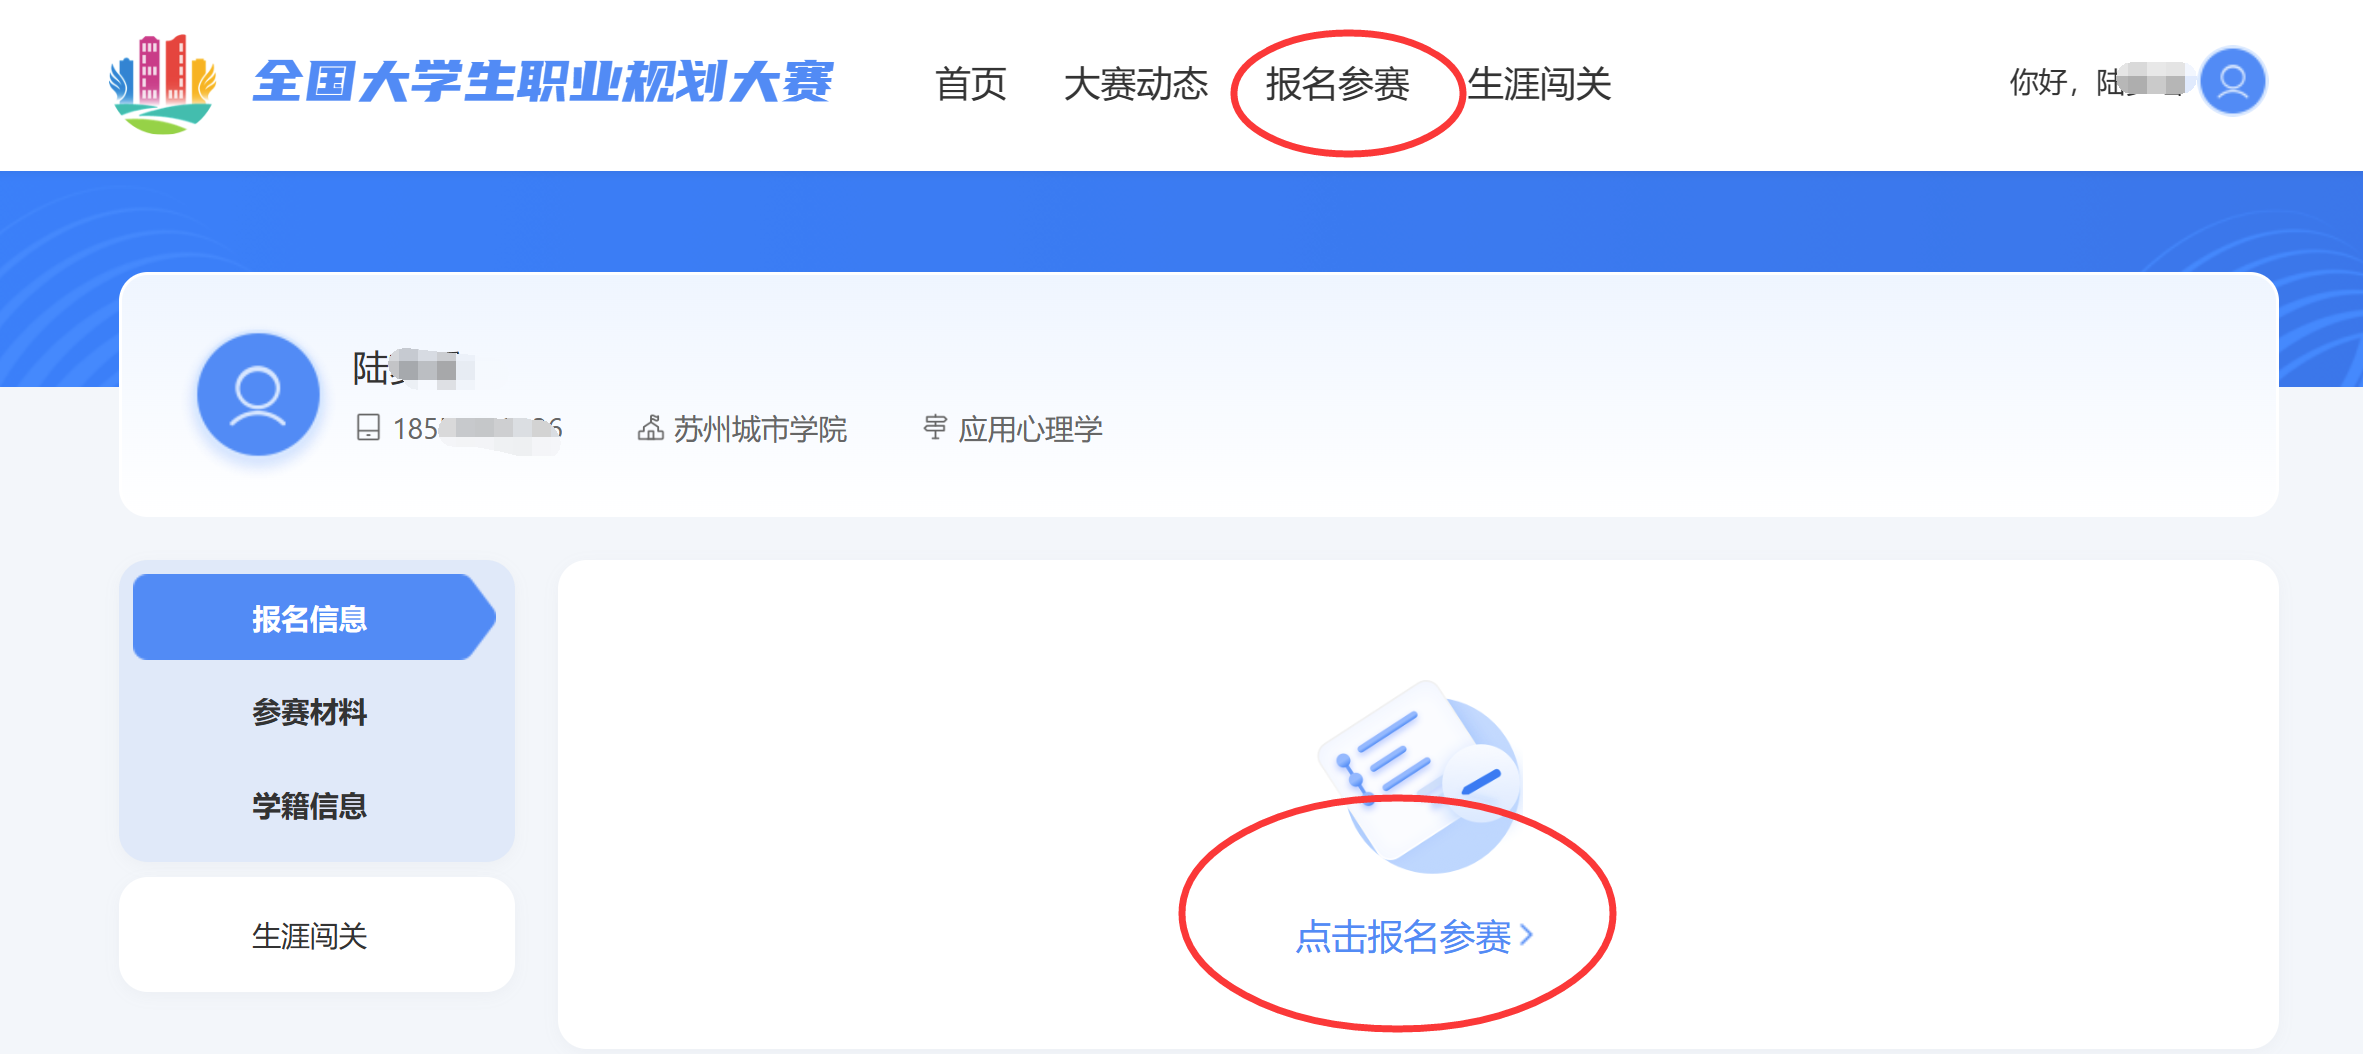 全国大学生职业规划大赛
首页 大赛动态 报名参赛 生涯闯关
你好，陆
陆
185 6 苏州城市学院 应用心理学
报名信息
参赛材料
学籍信息
生涯闯关
点击报名参赛